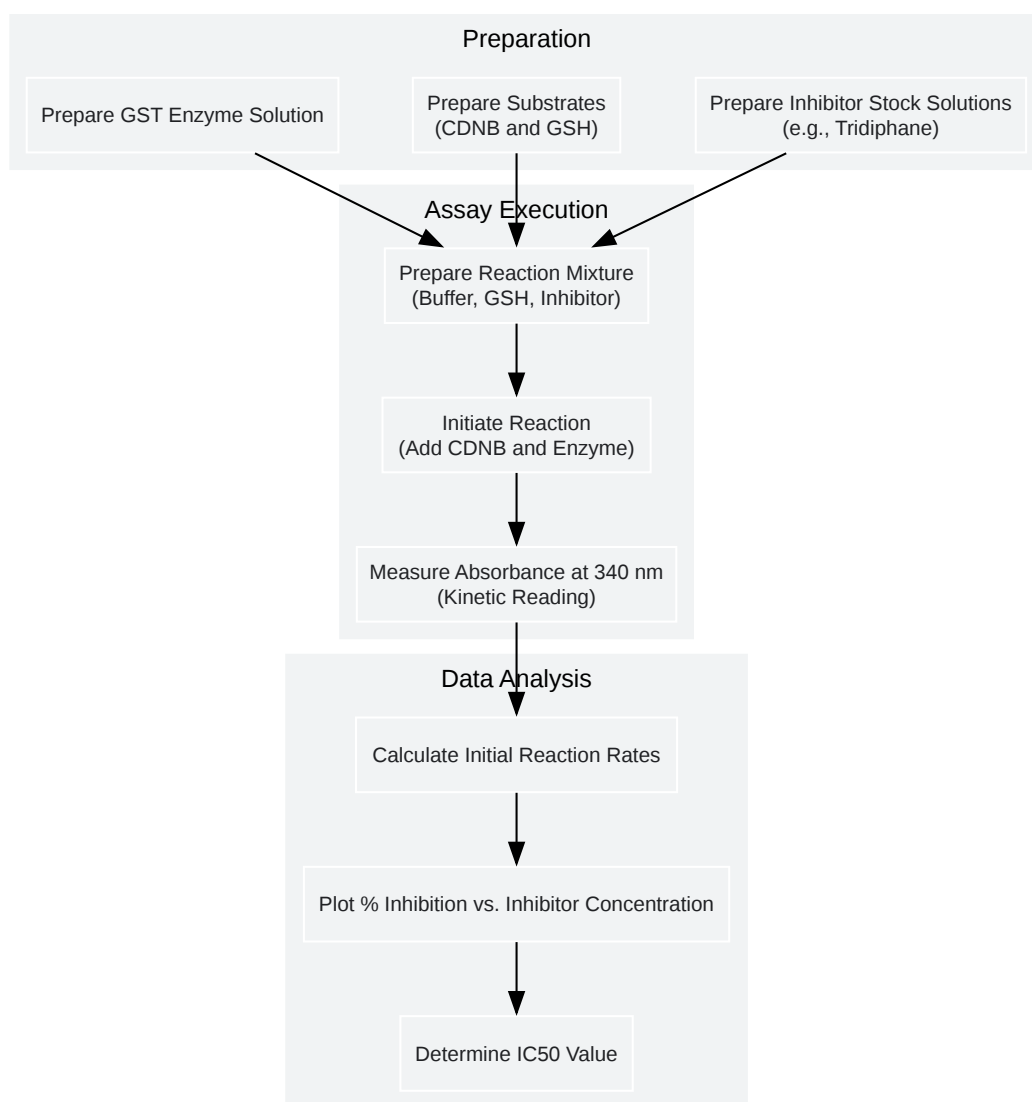 Preparation
Prepare GST Enzyme Solution
Prepare Substrates
(CDNB and GSH)
Prepare Inhibitor Stock Solutions
(e.g., Tridiphane)
Assay Execution
Prepare Reaction Mixture
(Buffer, GSH, Inhibitor)
Initiate Reaction
(Add CDNB and Enzyme)
Measure Absorbance at 340 nm
(Kinetic Reading)
Data Analysis
Calculate Initial Reaction Rates
Plot % Inhibition vs. Inhibitor Concentration
Determine IC50 Value